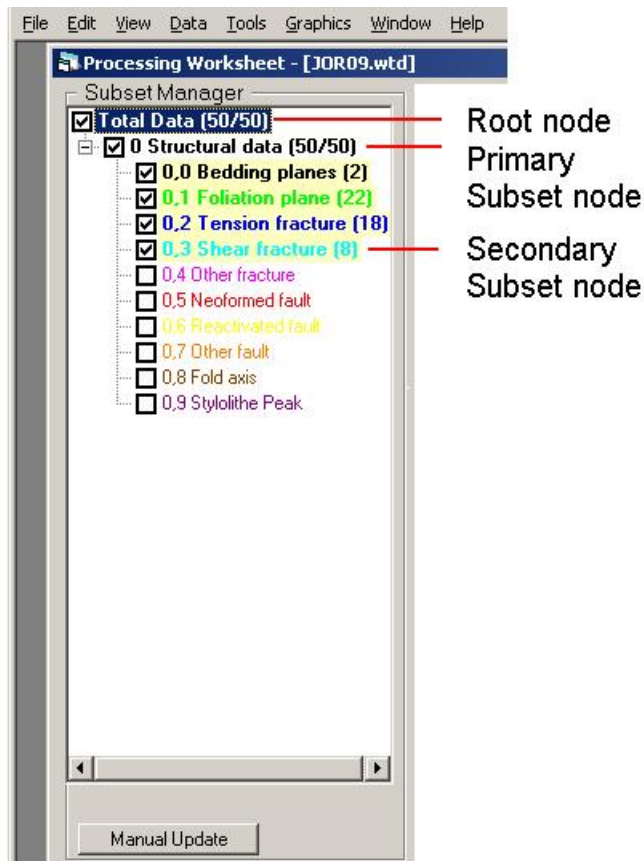 File Edit View Data Tools Graphics Window Help
Processing Worksheet - [JOR09.wtd]
Subset Manager
Total Data (50/50)
0 Structural data (50/50)
0,0 Bedding planes (2)
0,1 Foliation plane (22)
0,2 Tension fracture (18)
0,3 Shear fracture (8)
0,4 Other fracture
0,5 Neoformed fault
0,6 Reactivated fault
0,7 Other fault
0,8 Fold axis
0,9 Stylolithe Peak
Root node
Primary
Subset node
Secondary
Subset node
Manual Update